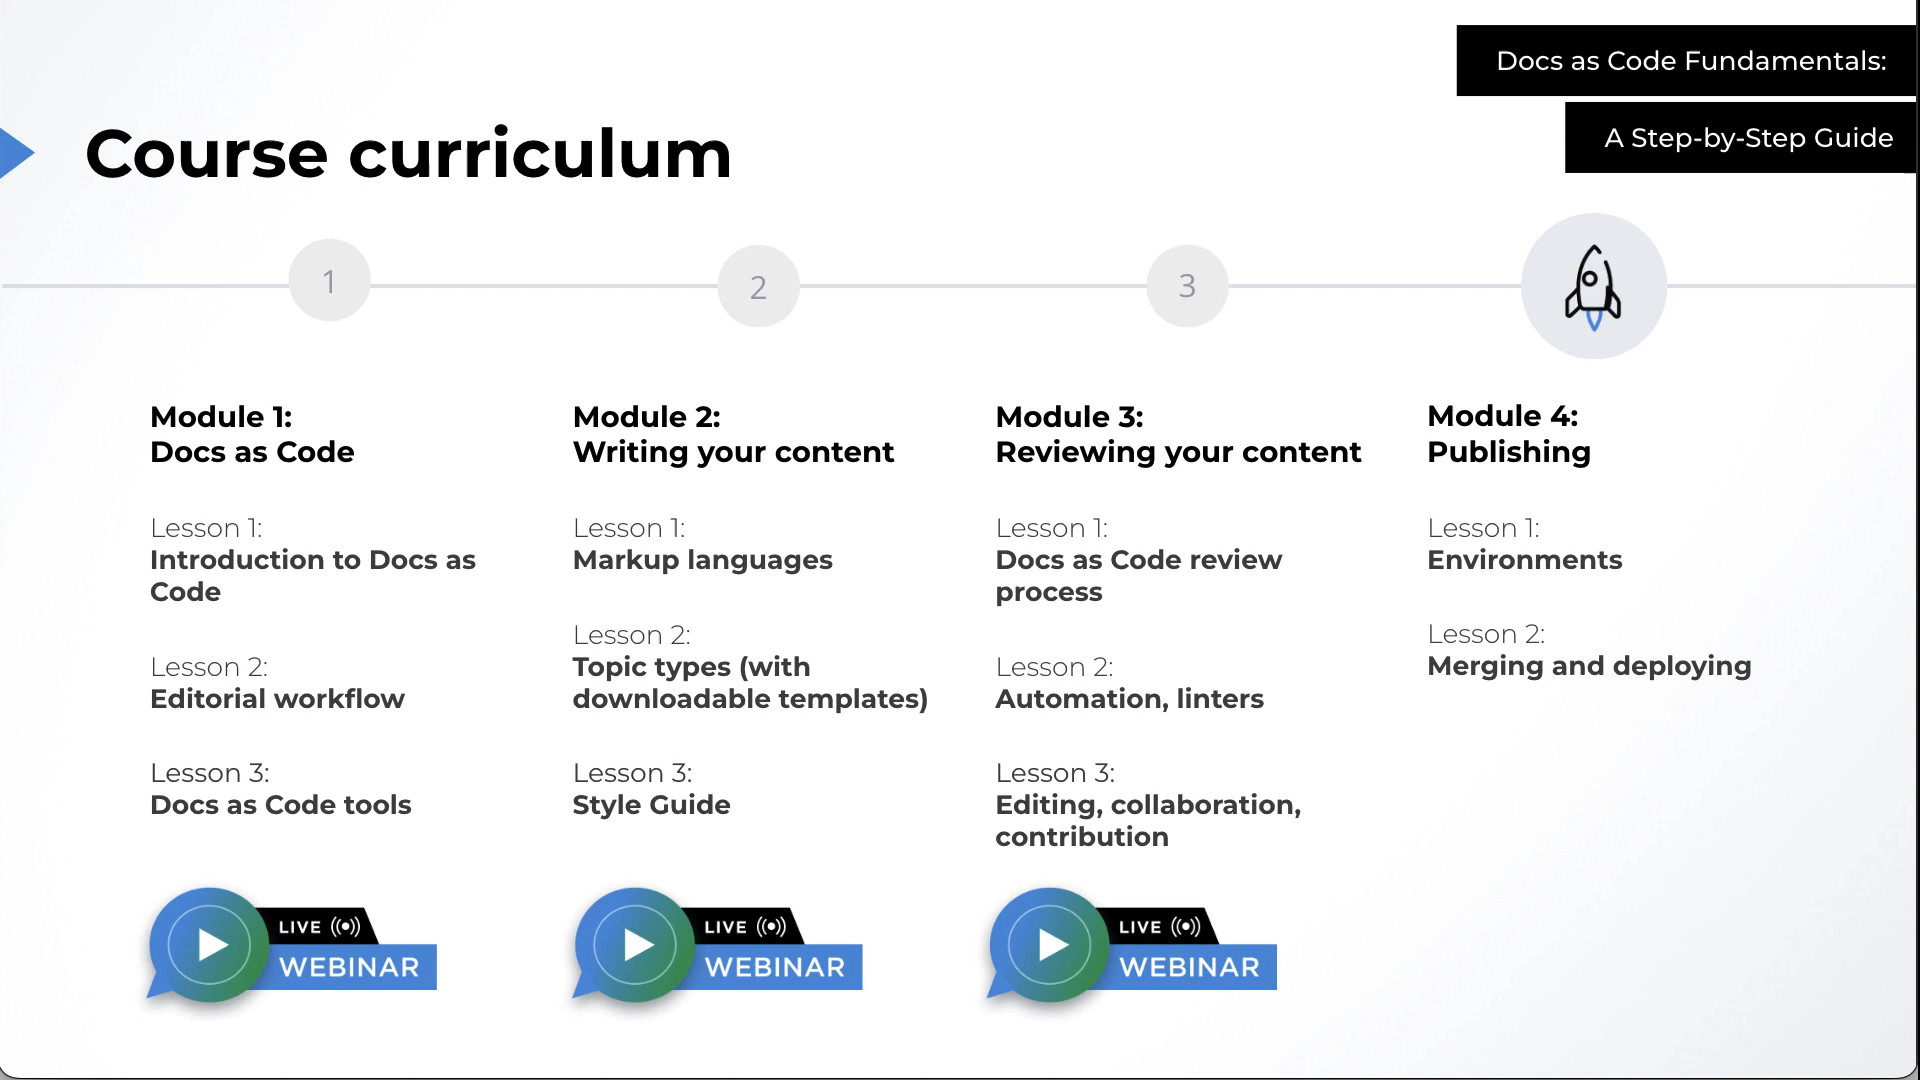 Docs as Code Fundamentals:
A Step-by-Step Guide
Course curriculum
1
2
3
Module 1:
Docs as Code
Lesson 1:
Introduction to Docs as
Code
Lesson 2:
Editorial workflow
Lesson 3:
Docs as Code tools
LIVE
WEBINAR
Module 2:
Writing your content
Lesson 1:
Markup languages
Lesson 2:
Topic types (with
downloadable templates)
Lesson 3:
Style Guide
LIVE
WEBINAR
Module 3:
Reviewing your content
Lesson 1:
Docs as Code review
process
Lesson 2:
Automation, linters
Lesson 3:
Editing, collaboration,
contribution
LIVE
WEBINAR
Module 4:
Publishing
Lesson 1:
Environments
Lesson 2:
Merging and deploying